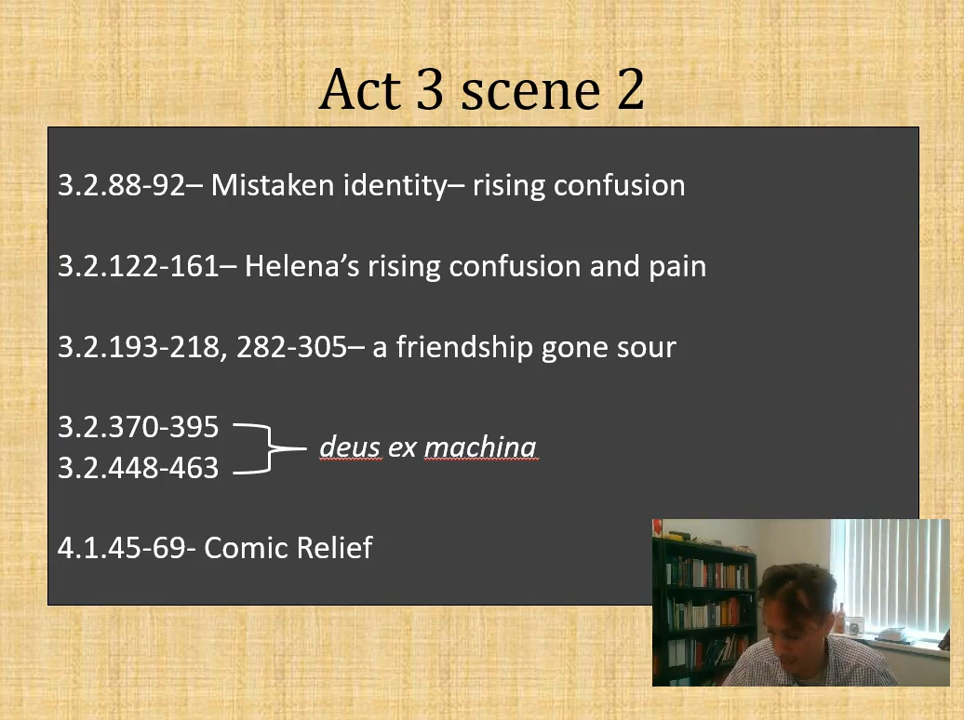 Act 3 scene 2
3.2.88-92– Mistaken identity– rising confusion
3.2.122-161– Helena’s rising confusion and pain
3.2.193-218, 282-305– a friendship gone sour
3.2.370-395
deus ex machina
3.2.448-463
4.1.45-69- Comic Relief